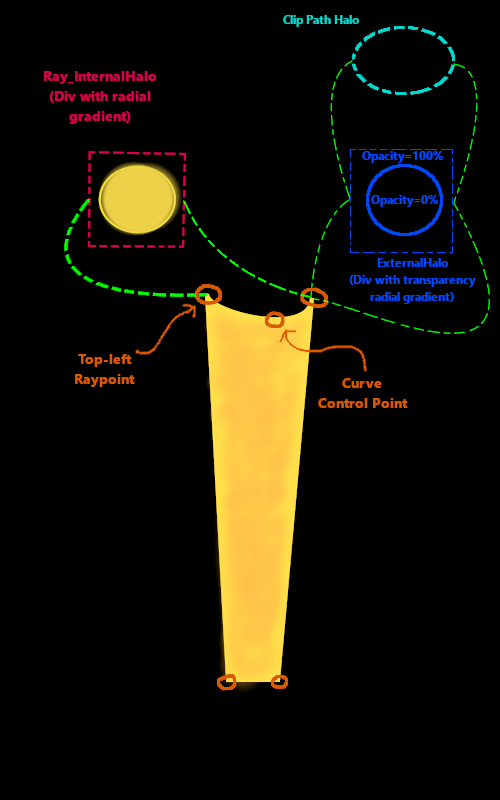 Clip Path Halo
Ray_InternalHalo
(Div with radial
gradient)
Opacity=100%
Opacity=0%
ExternalHalo
(Div with transparency
radial gradient)
Top-left
Raypoint
Curve
Control Point